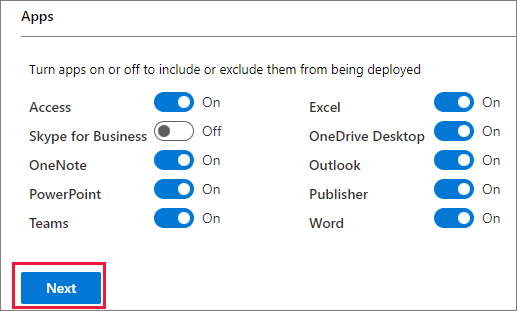 Apps
Turn apps on or off to include or exclude them from being deployed
Access On Excel On
Skype for Business Off OneDrive Desktop On
OneNote On Outlook On
PowerPoint On Publisher On
Teams On Word On
Next